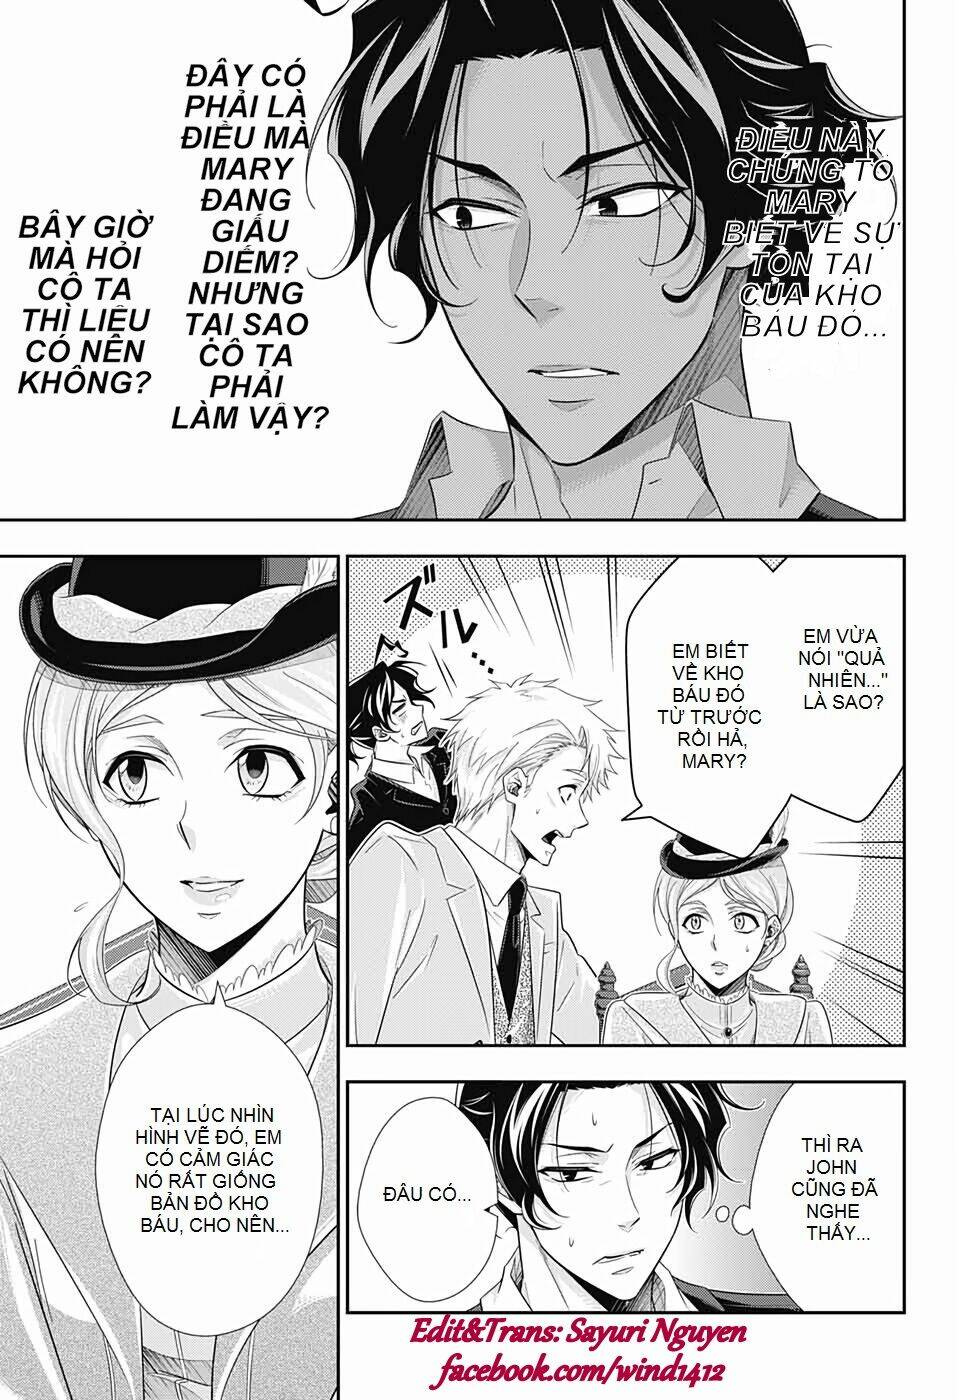 ĐIỀU NÀY
CHỨNG TỎ
MARY
BIẾT VỀ SỰ
TỒN TẠI
CỦA KHO
BÁU ĐÓ...
ĐÂY CÓ
PHẢI LÀ
ĐIỀU MÀ
MARY
ĐANG
GIẤU
DIẾM?
NHƯNG
TẠI SAO
CÔ TA
PHẢI
LÀM VẬY?
BÂY GIỜ
MÀ HỎI
CÔ TA
THÌ LIỆU
CÓ NÊN
KHÔNG?
EM VỪA
NÓI "QUẢ
NHIÊN..."
LÀ SAO?
EM BIẾT
VỀ KHO
BÁU ĐÓ
TỪ TRƯỚC
RỒI HẢ,
MARY?
ズルッ...
THÌ RA
JOHN
CŨNG ĐÃ
NGHE
THẤY...
ĐÂU CÓ...
TẠI LÚC NHÌN
HÌNH VẼ ĐÓ, EM
CÓ CẢM GIÁC
NÓ RẤT GIỐNG
BẢN ĐỒ KHO
BÁU, CHO NÊN...
Edit&Trans: Sayuri Nguyen
facebook.com/wind1412